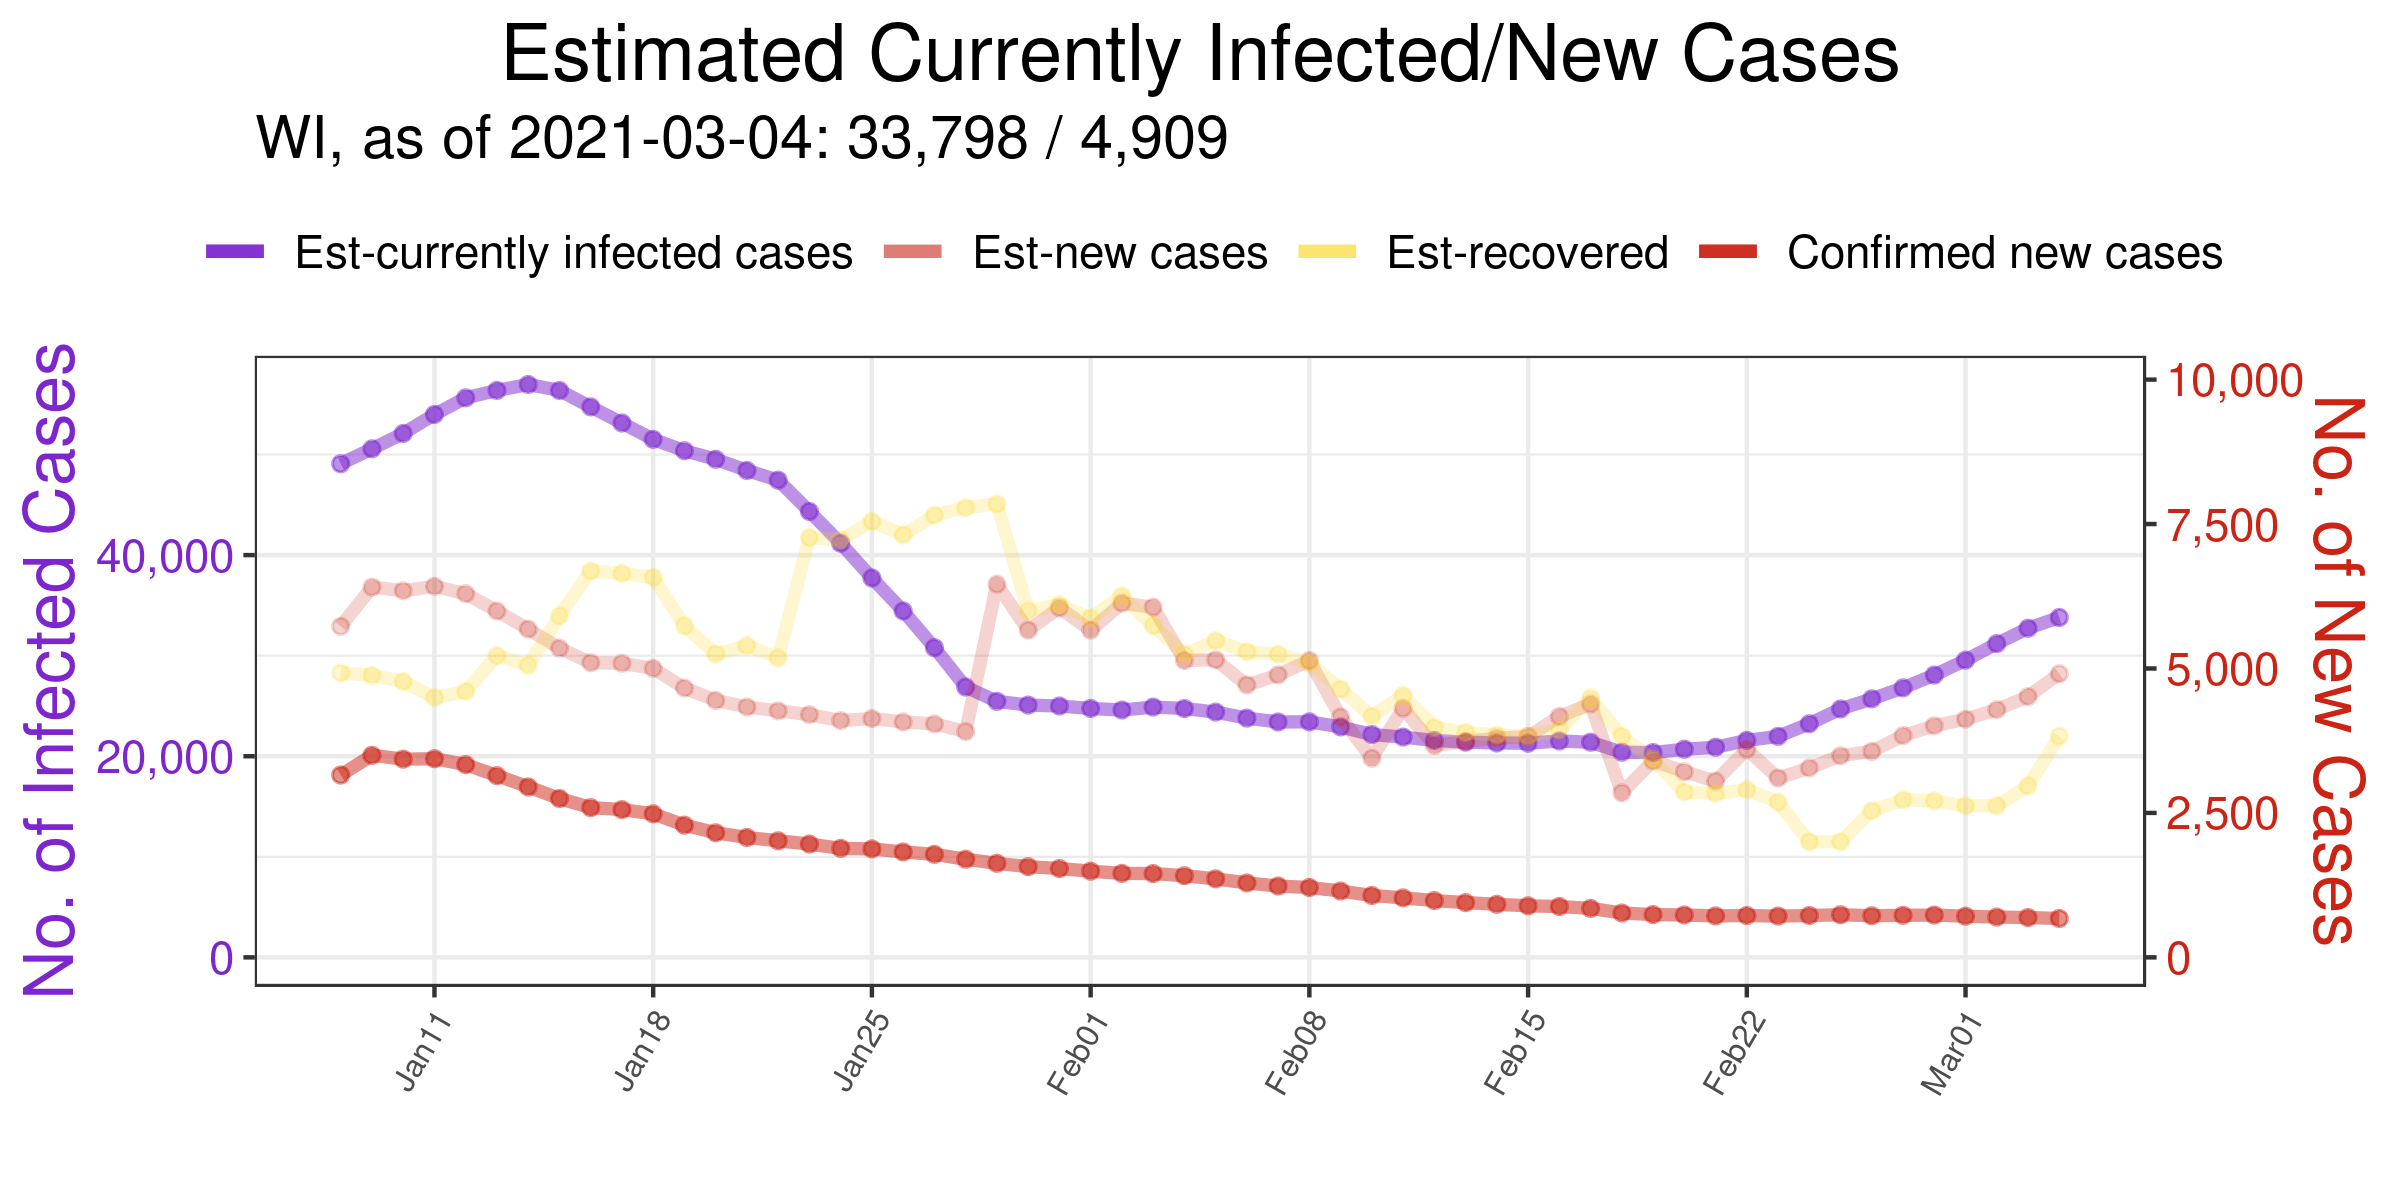 Estimated Currently Infected/New Cases
WI, as of 2021-03-04: 33,798 / 4,909
Est-currently infected cases Est-new cases Est-recovered Confirmed new cases
No. of Infected Cases
40,000
20,000
0
10,000
7,500
5,000
2,500
0
No. of New Cases
Jan11 Jan18 Jan25 Feb01 Feb08 Feb15 Feb22 Mar01